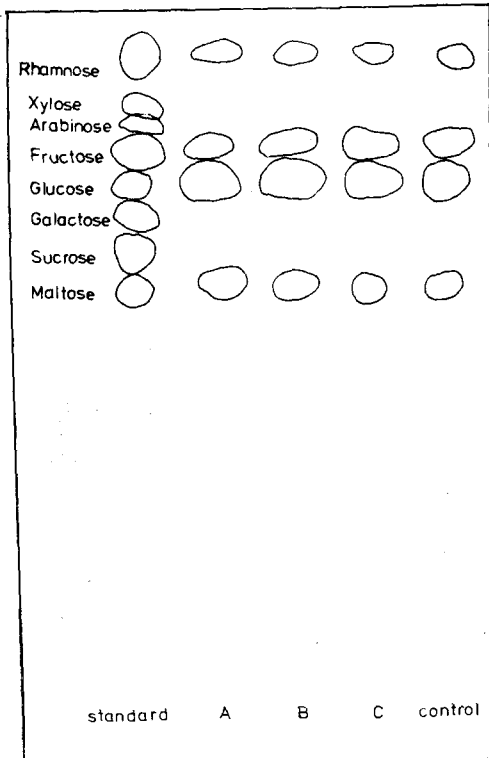 Rhamnose
Xylose
Arabinose
Fructose
Glucose
Galactose
Sucrose
Maltose
standard A B C control